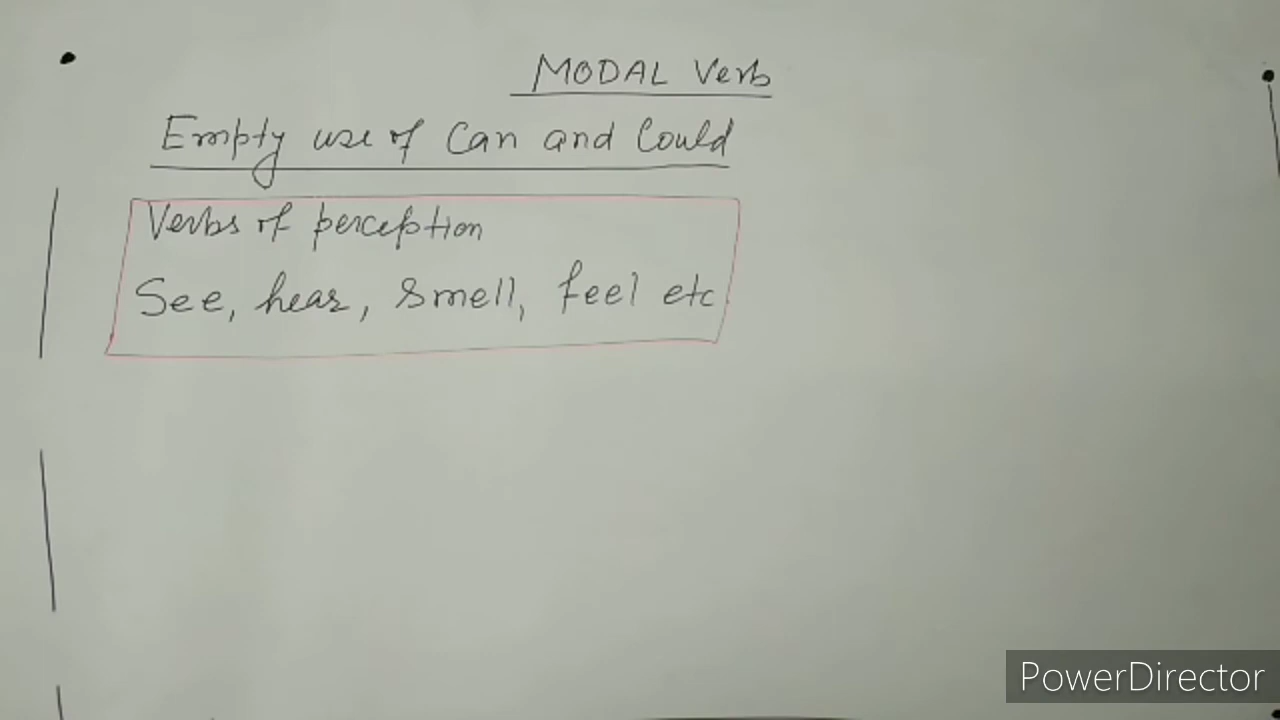 MODAL Verb
Empty use of Can and Could
Verbs of perception
See, hear, smell, feel etc
PowerDirector